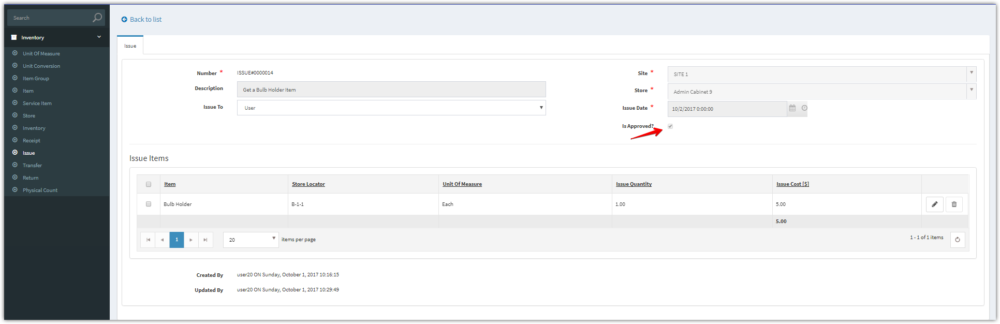 Search
Inventory
Unit Of Measure
Unit Conversion
Item Group
Item
Service Item
Store
Inventory
Receipt
Issue
Transfer
Return
Physical Count
Back to list
Issue
Number * ISSUE#0000014
Description Get a Bulb Holder Item
Issue To User
Site * SITE 1
Store * Admin Cabinet 9
Issue Date * 10/2/2017 0:00:00
Is Approved?
Issue Items
Item Store Locator Unit Of Measure Issue Quantity Issue Cost [$]
Bulb Holder B-1-1 Each 1.00 5.00
5.00
1 20 items per page 1 - 1 of 1 items
Created By user20 ON Sunday, October 1, 2017 10:16:15
Updated By user20 ON Sunday, October 1, 2017 10:29:49